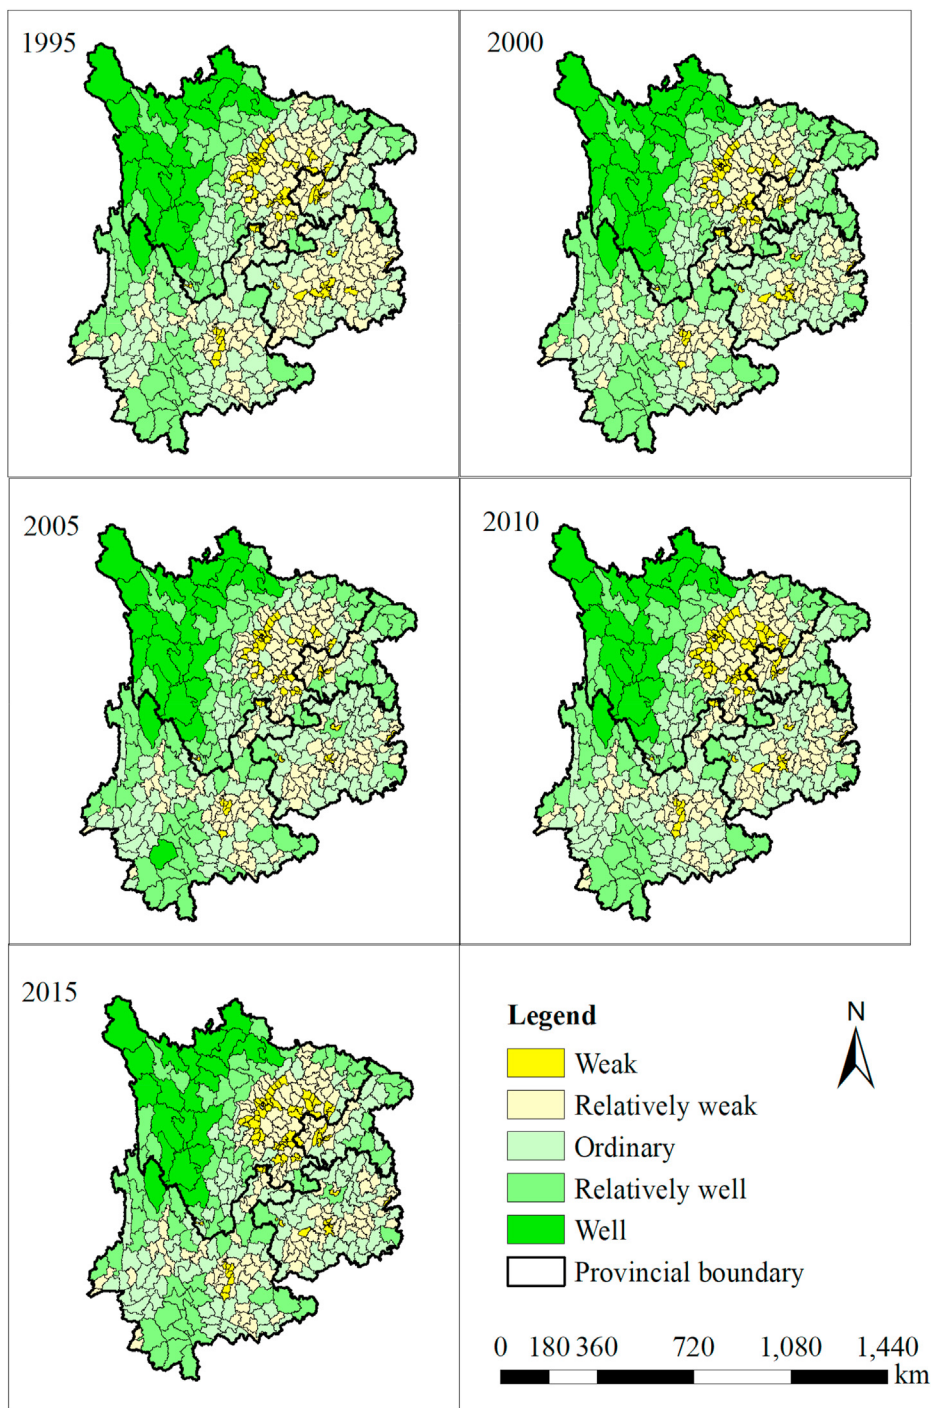 1995
2000
2005
2010
2015
Legend
Weak
Relatively weak
Ordinary
Relatively well
Well
Provincial boundary
N
0 180 360 720 1,080 1,440
km